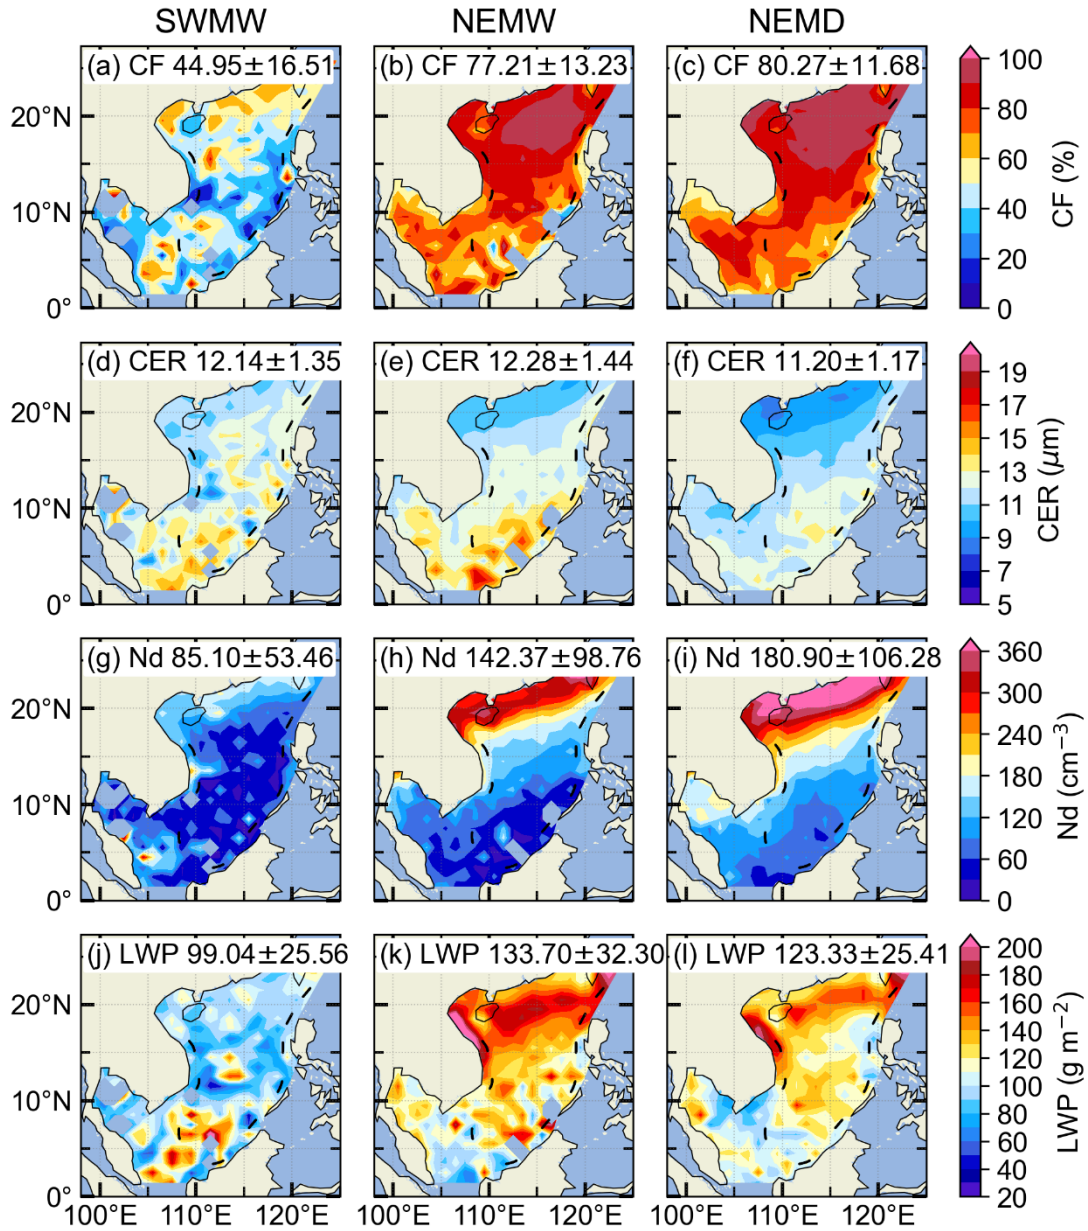 SWMW NEMW NEMD
(a) CF 44.95±16.51 (b) CF 77.21±13.23 (c) CF 80.27±11.68
20°N
10°N
0°
100
80
60
40
20
0
CF (%)
(d) CER 12.14±1.35 (e) CER 12.28±1.44 (f) CER 11.20±1.17
20°N
10°N
0°
19
17
15
13
11
9
7
5
CER (μm)
(g) Nd 85.10±53.46 (h) Nd 142.37±98.76 (i) Nd 180.90±106.28
20°N
10°N
0°
360
300
240
180
120
60
0
Nd (cm⁻³)
(j) LWP 99.04±25.56 (k) LWP 133.70±32.30 (l) LWP 123.33±25.41
20°N
10°N
0°
200
180
160
140
120
100
80
60
40
20
LWP (g m⁻²)
100°E 110°E 120°E 100°E 110°E 120°E 100°E 110°E 120°E